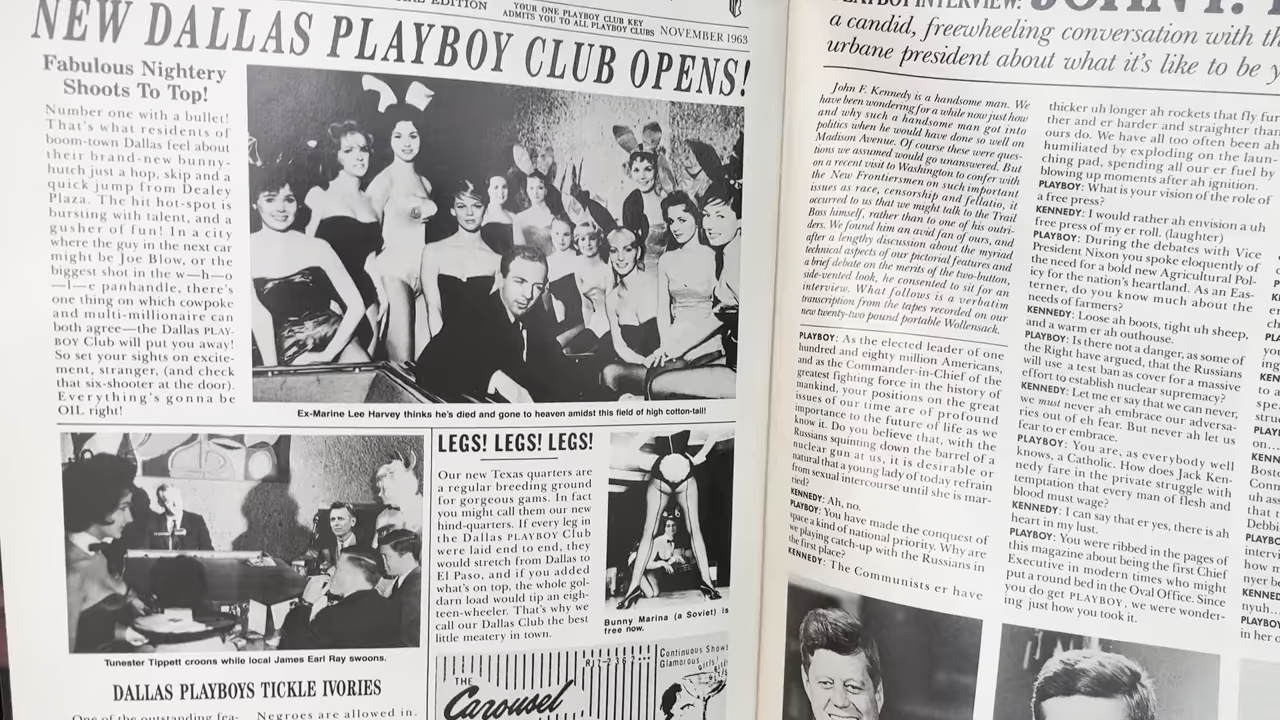 EDITION
YOUR ONE PLAYBOY CLUB KEY
ADMITS YOU TO ALL PLAYBOY CLUBS
NOVEMBER 1963
NEW DALLAS PLAYBOY CLUB OPENS!
Fabulous Nightery
Shoots To Top!
Number one with a bullet!
That's what residents of
boom-town Dallas feel about
their brand-new bunny-
hutch just a hop, skip and a
quick jump from Dealey
Plaza. The hit hot-spot is
bursting with talent, and a
gusher of fun! In a city
where the guy in the next car
might be Joe Blow, or the
biggest shot in the w—h—o
—l—e panhandle, there's
one thing on which cowpoke
and multi-millionaire can
both agree—the Dallas PLAY-
BOY Club will put you away!
So set your sights on excite-
ment, stranger, (and check
that six-shooter at the door).
Everything's gonna be
OIL right!
Ex-Marine Lee Harvey thinks he's died and gone to heaven amidst this field of high cotton-tail!
Tunester Tippett croons while local James Earl Ray swoons.
DALLAS PLAYBOYS TICKLE IVORIES
One of the outstanding fea-
Negroes are allowed in.
LEGS! LEGS! LEGS!
Our new Texas quarters are
a regular breeding ground
for gorgeous gams. In fact
you might call them our new
hind-quarters. If every leg in
the Dallas PLAYBOY Club
were laid end to end, they
would stretch from Dallas to
El Paso, and if you added
what's on top, the whole gol-
darn load would tip an eigh-
teen-wheeler. That's why we
call our Dallas Club the best
little meatery in town.
Bunny Marina (a Soviet) is
free now.
THE
Carousel
RI7-2362
Continuous Shows
Glamorous girls!
INTERVIEW:
a candid, freewheeling conversation with th
urbane president about what it's like to be y
John F. Kennedy is a handsome man. We
have been wondering for a while now just how
and why such a handsome man got into
politics when he would have done so well on
Madison Avenue. Of course these were ques-
tions we assumed would go unanswered. But
on a recent visit to Washington to confer with
the New Frontiersmen on such important
issues as race, censorship and fellatio, it
occurred to us that we might talk to the Trail
Boss himself, rather than to one of his outri-
ders. We found him an avid fan of ours, and
after a lengthy discussion about the myriad
technical aspects of our pictorial features and
a brief debate on the merits of the two-button,
side-vented look, he consented to sit for an
interview. What follows is a verbatim
transcription from the tapes recorded on our
new twenty-two pound portable Wollensack.
PLAYBOY: As the elected leader of one
hundred and eighty million Americans,
and as the Commander-in-Chief of the
greatest fighting force in the history of
mankind, your positions on the great
issues of our time are of profound
importance to the future of life as we
know it. Do you believe that, with the
Russians squinting down the barrel of a
nuclear gun at us, it is desirable or
natural that a young lady of today refrain
from sexual intercourse until she is mar-
ried?
KENNEDY: Ah, no.
PLAYBOY: You have made the conquest of
space a kind of national priority. Why are
we playing catch-up with the Russians in
the first place?
KENNEDY: The Communists er have
thicker uh longer ah rockets that fly fur
ther and er harder and straighter than
ours do. We have all too often been ah
humiliated by exploding on the laun-
ching pad, spending all our er fuel by
blowing up moments after ah ignition.
PLAYBOY: What is your vision of the role of
a free press?
KENNEDY: I would rather ah envision a uh
free press of my er roll. (laughter)
PLAYBOY: During the debates with Vice
President Nixon you spoke eloquently of
the need for a bold new Agricultural Pol-
icy for the nation's heartland. As an Eas-
terner, do you know much about the
needs of farmers?
KENNEDY: Loose ah boots, tight uh sheep,
and a warm er ah outhouse.
PLAYBOY: Is there not a danger, as some of
the Right have argued, that the Russians
will use a test ban as cover for a massive
effort to establish nuclear supremacy?
KENNEDY: Let me er say that we can never,
we must never ah embrace our adversa-
ries out of eh fear. But never ah let us
fear to er embrace.
PLAYBOY: You are, as everybody well
knows, a Catholic. How does Jack Ken-
nedy fare in the private struggle with
temptation that every man of flesh and
blood must wage?
KENNEDY: I can say that er yes, there is ah
heart in my lust.
PLAYBOY: You were ribbed in the pages of
this magazine about being the first Chief
Executive in modern times who might
put a round bed in the Oval Office. Since
you do get PLAYBOY, we were wonder-
ing just how you took it.